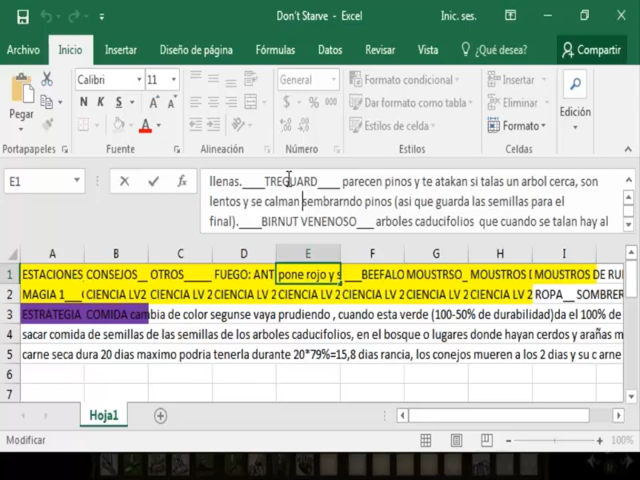 Don't Starve - Excel
Inic. ses.
Archivo Inicio Insertar Diseño de página Fórmulas Datos Revisar Vista ¿Qué desea? Compartir
Pegar
Calibri 11
N K S
A A
A
General
$ % 000
Formato condicional
Dar formato como tabla
Estilos de celda
Insertar
Eliminar
Formato
Edición
Portapapeles Fuente Alineación Número Estilos Celdas
E1
fx
llenas.____TREGUARD____ parecen pinos y te atakan si talas un arbol cerca, son
lentos y se calman sembrarndo pinos (asi que guarda las semillas para el
final).____BIRNUT VENENOSO____ arboles caducifolios que cuando se talan hay al
A B C D E F G H I
1 ESTACIONES CONSEJOS__ OTROS_____ FUEGO: ANT pone rojo y s ___BEEFALO MOUSTRSO_ MOUSTROS D MOUSTROS DE RUI
2 MAGIA 1___ CIENCIA LV2 CIENCIA LV 2 CIENCIA LV 2 CIENCIA LV 2 CIENCIA LV 2 CIENCIA LV 2 CIENCIA LV 2 ROPA__ SOMBRER
3 ESTRATEGIA COMIDA cambia de color segunse vaya prudiendo , cuando esta verde (100-50% de durabilidad)da el 100% de
4 sacar comida de semillas de las semillas de los arboles caducifolios, en el bosque o lugares donde hayan cerdos y arañas m
5 carne seca dura 20 dias maximo podria tenerla durante 20*79%=15,8 dias rancia, los conejos mueren a los 2 dias y su c arne
6
7
Hoja1
Modificar
100%